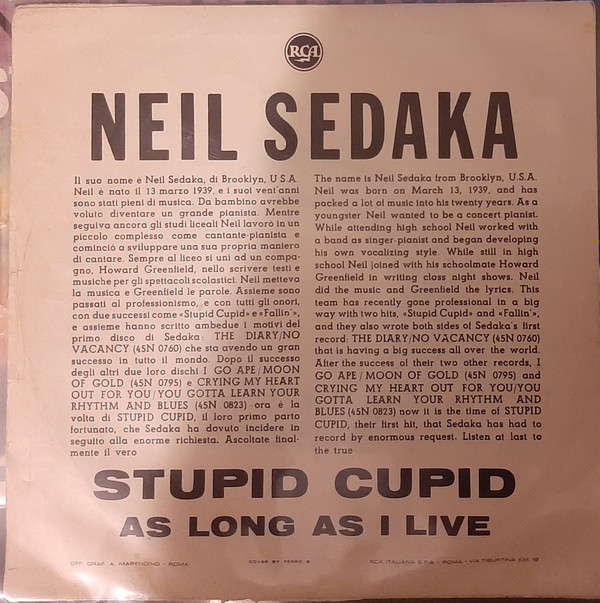 RCA
NEIL SEDAKA
Il suo nome è Neil Sedaka, di Brooklyn, U.S.A.
Neil è nato il 13 marzo 1939, e i suoi vent'anni
sono stati pieni di musica. Da bambino avrebbe
voluto diventare un grande pianista. Mentre
seguiva ancora gli studi liceali Neil lavorò in un
piccolo complesso come cantante-pianista e
cominciò a sviluppare una sua propria maniera
di cantare. Sempre al liceo si unì ad un compa-
gno, Howard Greenfield, nello scrivere testi e
musiche per gli spettacoli scolastici. Neil metteva
la musica e Greenfield le parole. Assieme sono
passati al professionismo, e con tutti gli onori,
con due successi come «Stupid Cupid» e «Fallin'»,
e assieme hanno scritto ambedue i motivi del
primo disco di Sedaka: THE DIARY/NO
VACANCY (45N 0760) che sta avendo un gran
successo in tutto il mondo. Dopo il successo
degli altri due loro dischi I GO APE/MOON
OF GOLD (45N 0795) e CRYING MY HEART
OUT FOR YOU/YOU GOTTA LEARN YOUR
RHYTHM AND BLUES (45N 0823) ora è la
volta di STUPID CUPID, il loro primo parto
fortunato, che Sedaka ha dovuto incidere in
seguito alla enorme richiesta. Ascoltate final-
mente il vero
The name is Neil Sedaka from Brooklyn, U.S.A.
Neil was born on March 13, 1939, and has
packed a lot of music into his twenty years. As a
youngster Neil wanted to be a concert pianist.
While attending high school Neil worked with
a band as singer-pianist and began developing
his own vocalizing style. While still in high
school Neil joined with his schoolmate Howard
Greenfield in writing class night shows. Neil
did the music and Greenfield the lyrics. This
team has recently gone professional in a big
way with two hits, «Stupid Cupid» and «Fallin'»,
and they also wrote both sides of Sedaka's first
record: THE DIARY/NO VACANCY (45N 0760)
that is having a big success all over the world.
After the success of their two other records, I
GO APE/MOON OF GOLD (45N 0795) and
CRYING MY HEART OUT FOR YOU/YOU
GOTTA LEARN YOUR RHYTHM AND
BLUES (45N 0823) now it is the time of STUPID
CUPID, their first hit, that Sedaka has had to
record by enormous request. Listen at last to
the true
STUPID CUPID
AS LONG AS I LIVE
OFF. GRAF. A. MARENDINO - ROMA
COVER BY
RCA ITALIANA S.P.A. - ROMA - VIA TIBURTINA KM. 12